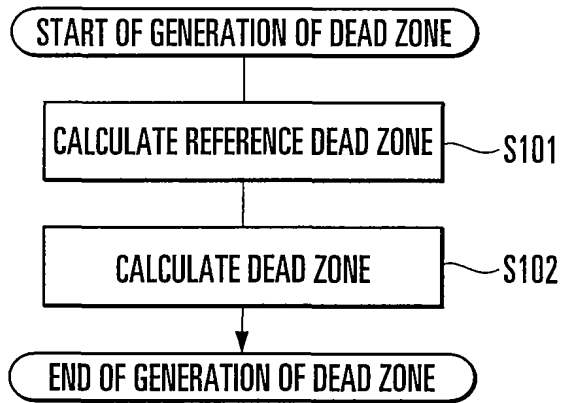 START OF GENERATION OF DEAD ZONE
CALCULATE REFERENCE DEAD ZONE
S101
CALCULATE DEAD ZONE
S102
END OF GENERATION OF DEAD ZONE